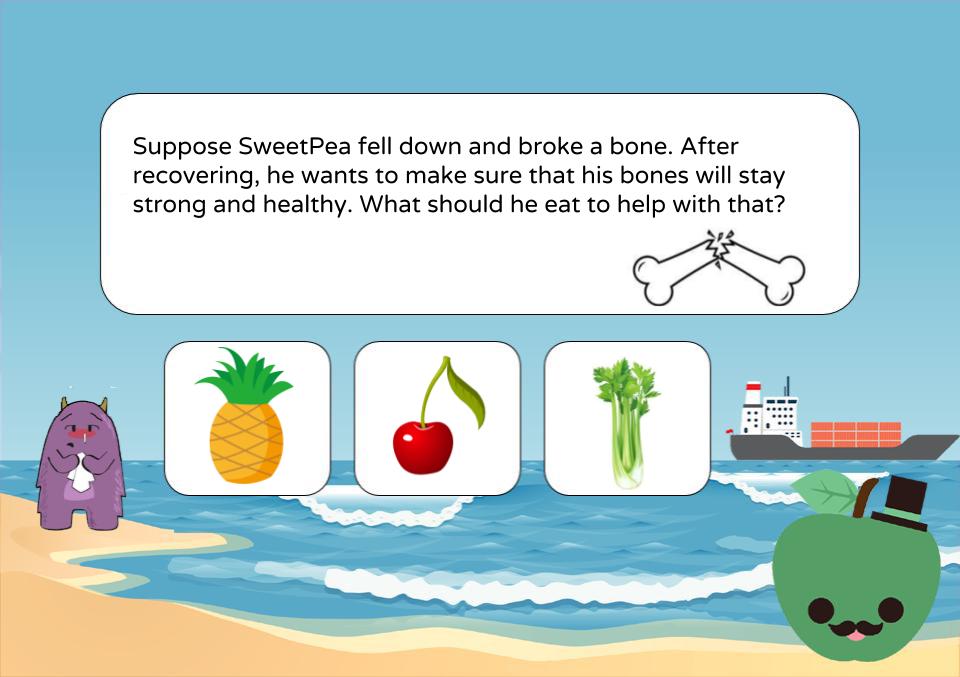 Suppose SweetPea fell down and broke a bone. After
recovering, he wants to make sure that his bones will stay
strong and healthy. What should he eat to help with that?